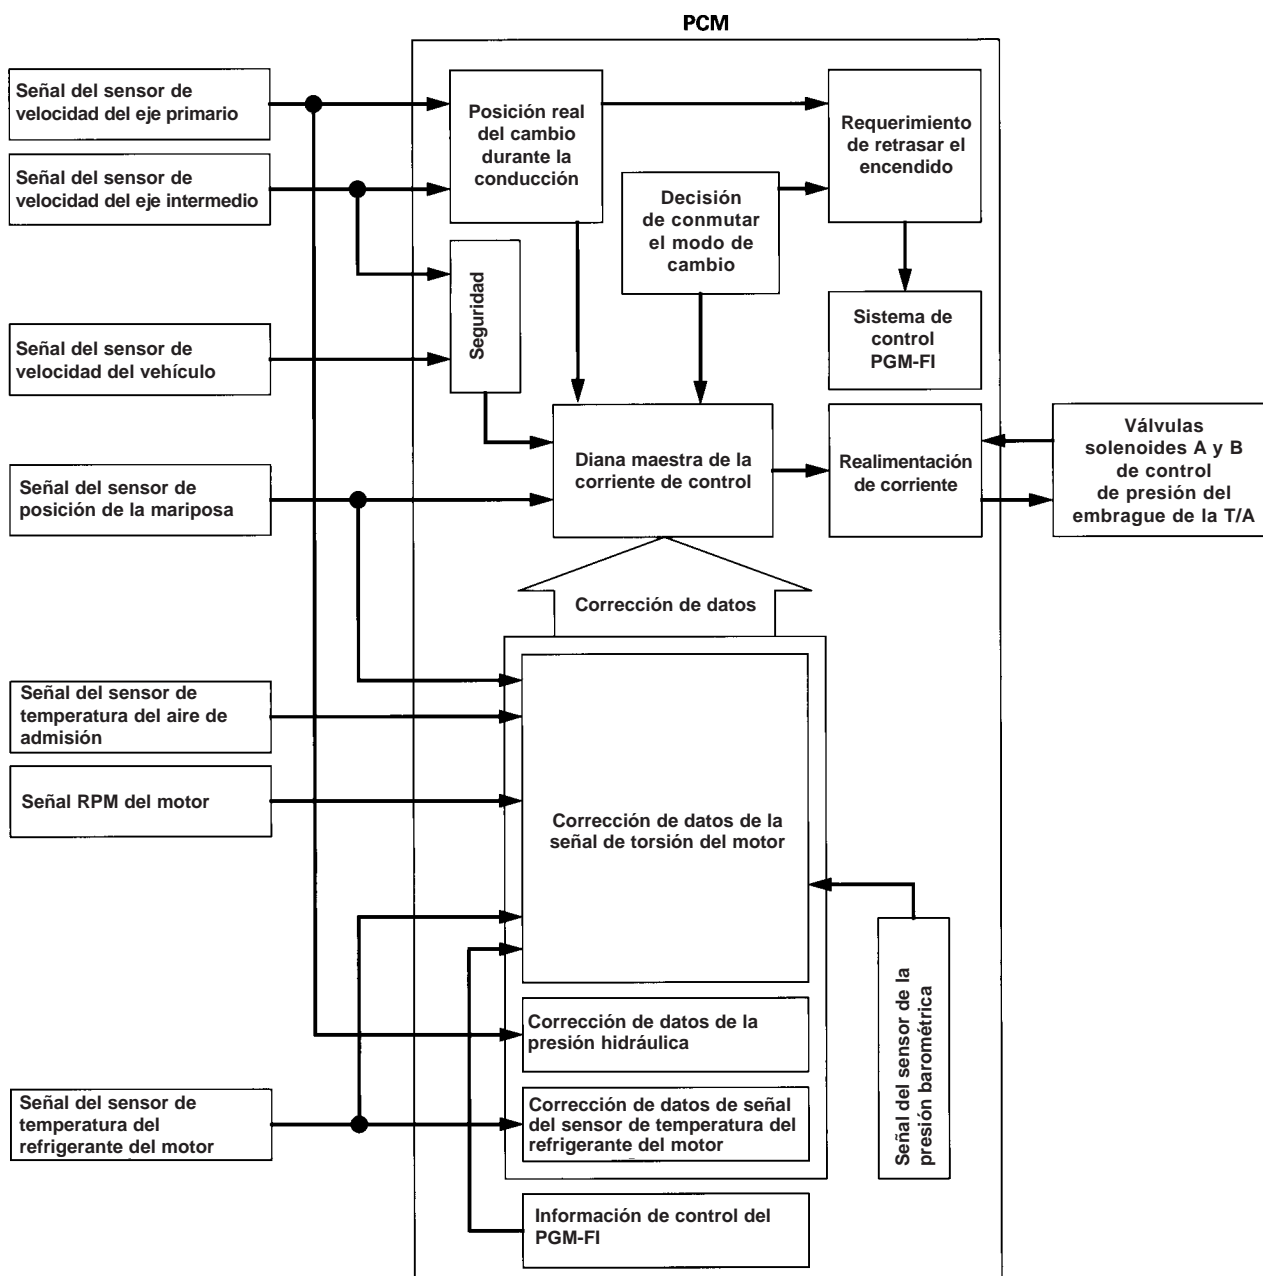 PCM
Señal del sensor de
velocidad del eje primario
Señal del sensor de
velocidad del eje intermedio
Señal del sensor de
velocidad del vehículo
Señal del sensor de
posición de la mariposa
Señal del sensor de
temperatura del aire de
admisión
Señal RPM del motor
Señal del sensor de
temperatura del
refrigerante del motor
Posición real
del cambio
durante la
conducción
Seguridad
Decisión
de conmutar
el modo de
cambio
Requerimiento
de retrasar el
encendido
Sistema de
control
PGM-FI
Diana maestra de la
corriente de control
Realimentación
de corriente
Válvulas
solenoides A y B
de control
de presión del
embrague de la T/A
Corrección de datos
Corrección de datos de la
señal de torsión del motor
Corrección de datos de la
presión hidráulica
Corrección de datos de señal
del sensor de temperatura del
refrigerante del motor
Información de control del
PGM-FI
Señal del sensor de la
presión barométrica